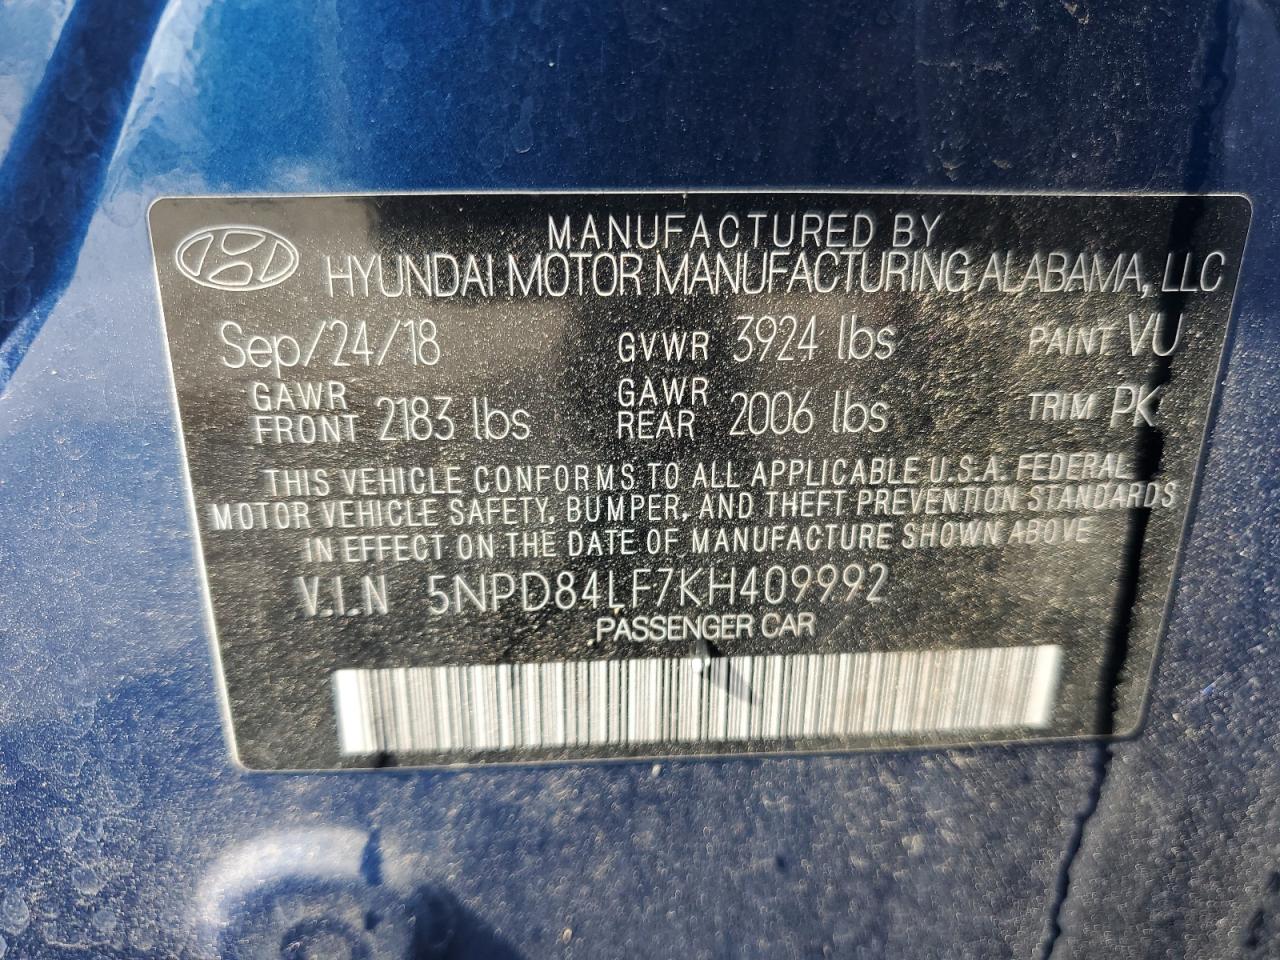 MANUFACTURED BY
HYUNDAI MOTOR MANUFACTURING ALABAMA, LLC
Sep/24/18 GVWR 3924 lbs PAINT VU
GAWR FRONT 2183 lbs GAWR REAR 2006 lbs TRIM PK
THIS VEHICLE CONFORMS TO ALL APPLICABLE U.S.A. FEDERAL
MOTOR VEHICLE SAFETY, BUMPER, AND THEFT PREVENTION STANDARDS
IN EFFECT ON THE DATE OF MANUFACTURE SHOWN ABOVE
V.I.N 5NPD84LF7KH409992
PASSENGER CAR